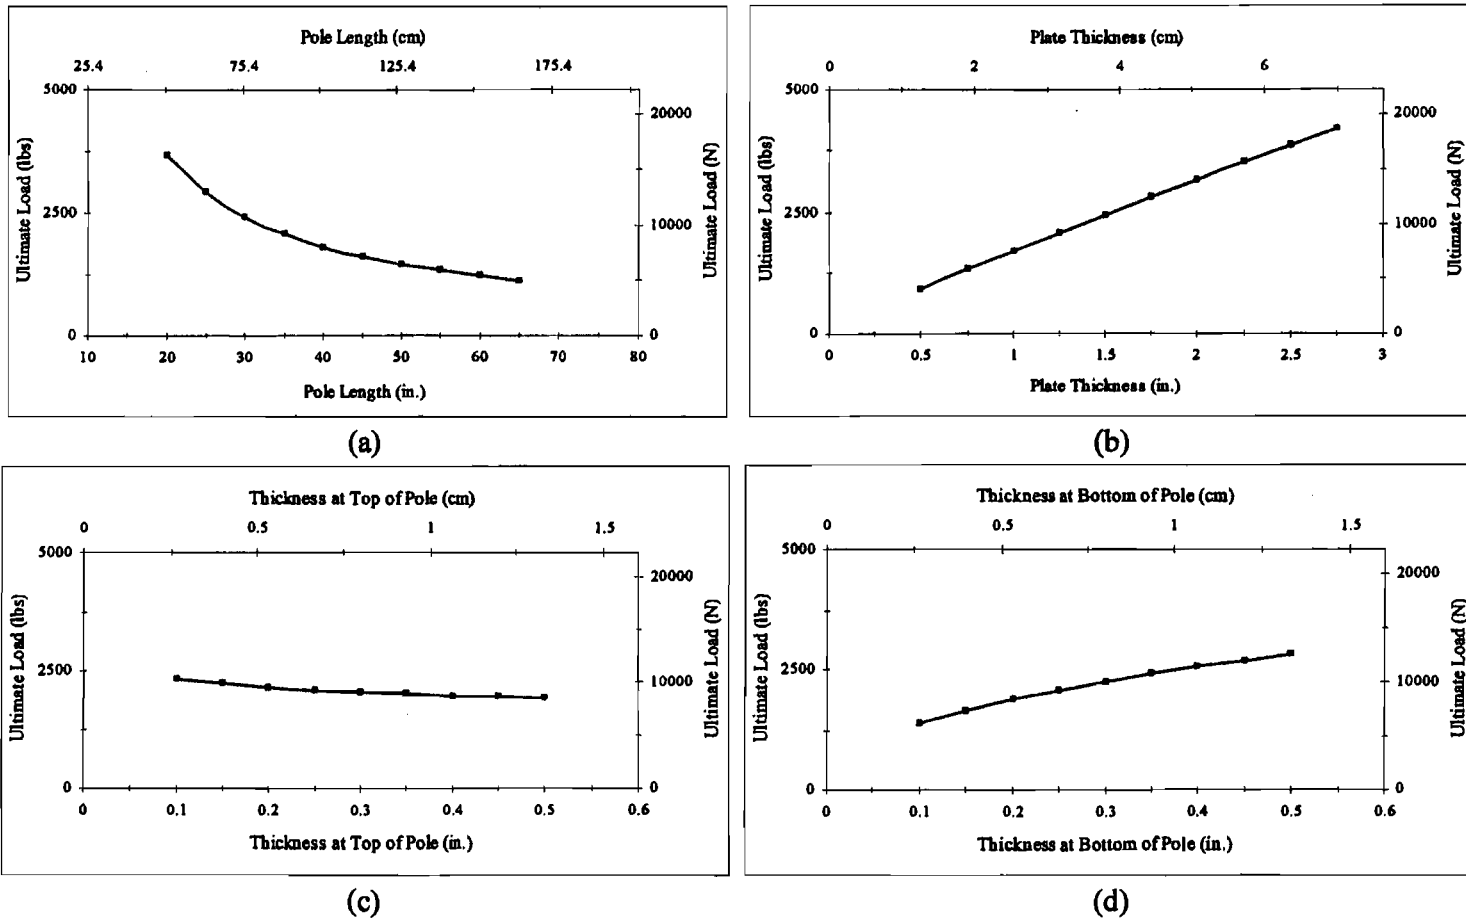 Pole Length (cm)
25.4 75.4 125.4 175.4
5000 2500 0
20000 10000 0
Ultimate Load (lbs)
Ultimate Load (N)
10 20 30 40 50 60 70 80
Pole Length (in.)
(a)
Plate Thickness (cm)
0 2 4 6
5000 2500 0
20000 10000 0
Ultimate Load (lbs)
Ultimate Load (N)
0 0.5 1 1.5 2 2.5 3
Plate Thickness (in.)
(b)
Thickness at Top of Pole (cm)
0 0.5 1 1.5
5000 2500 0
20000 10000 0
Ultimate Load (lbs)
Ultimate Load (N)
0 0.1 0.2 0.3 0.4 0.5 0.6
Thickness at Top of Pole (in.)
(c)
Thickness at Bottom of Pole (cm)
0 0.5 1 1.5
5000 2500 0
20000 10000 0
Ultimate Load (lbs)
Ultimate Load (N)
0 0.1 0.2 0.3 0.4 0.5 0.6
Thickness at Bottom of Pole (in.)
(d)